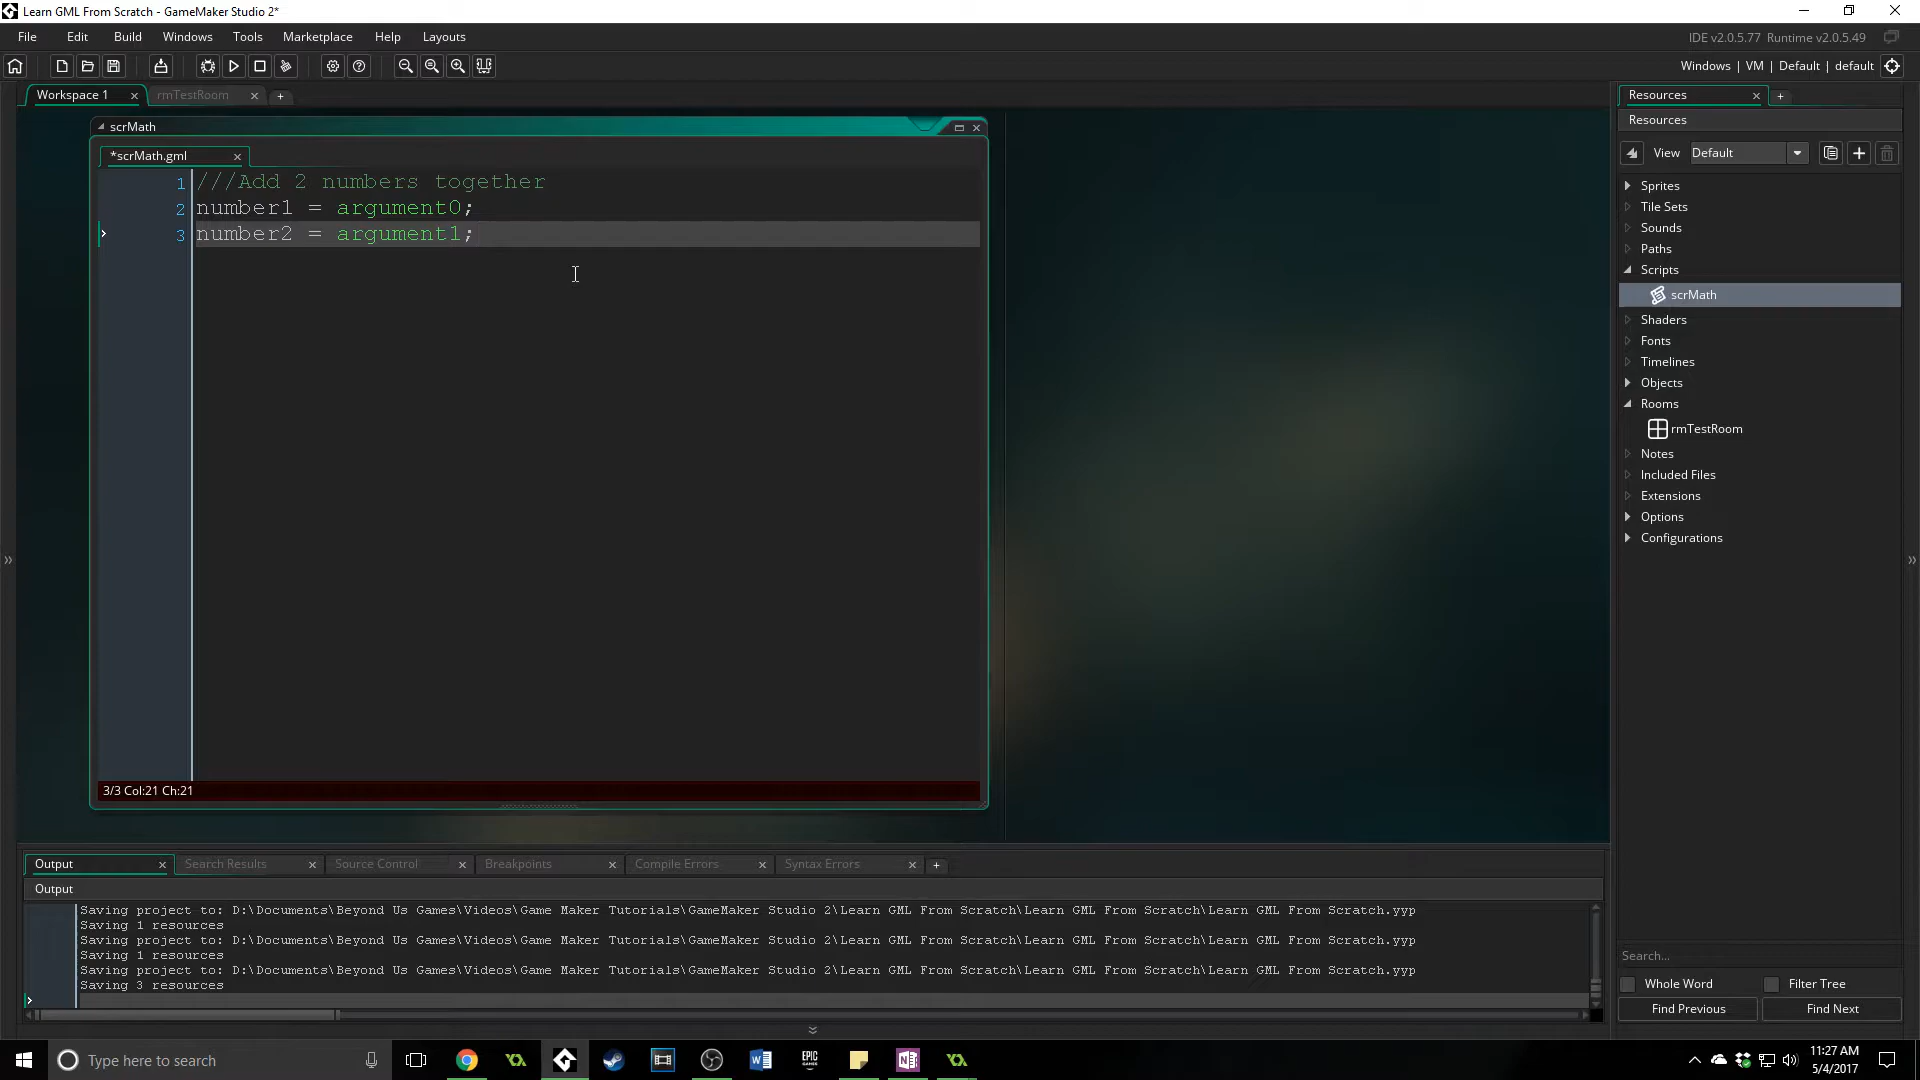 Learn GML From Scratch - GameMaker Studio 2*
File Edit Build Windows Tools Marketplace Help Layouts
IDE v2.0.5.77 Runtime v2.0.5.49
Windows | VM | Default | default
Workspace 1
rmTestRoom
Resources
Resources
View Default
scrMath
*scrMath.gml
1 ///Add 2 numbers together
2 number1 = argument0;
3 number2 = argument1;
3/3 Col:21 Ch:21
Sprites
Tile Sets
Sounds
Paths
Scripts
scrMath
Shaders
Fonts
Timelines
Objects
Rooms
rmTestRoom
Notes
Included Files
Extensions
Options
Configurations
Search...
Whole Word Filter Tree
Find Previous Find Next
Output Search Results Source Control Breakpoints Compile Errors Syntax Errors
Output
Saving project to: D:\Documents\Beyond Us Games\Videos\Game Maker Tutorials\GameMaker Studio 2\Learn GML From Scratch\Learn GML From Scratch\Learn GML From Scratch.yyp
Saving 1 resources
Saving project to: D:\Documents\Beyond Us Games\Videos\Game Maker Tutorials\GameMaker Studio 2\Learn GML From Scratch\Learn GML From Scratch\Learn GML From Scratch.yyp
Saving 1 resources
Saving project to: D:\Documents\Beyond Us Games\Videos\Game Maker Tutorials\GameMaker Studio 2\Learn GML From Scratch\Learn GML From Scratch\Learn GML From Scratch.yyp
Saving 3 resources
Type here to search
EPIC GAMES
11:27 AM
5/4/2017